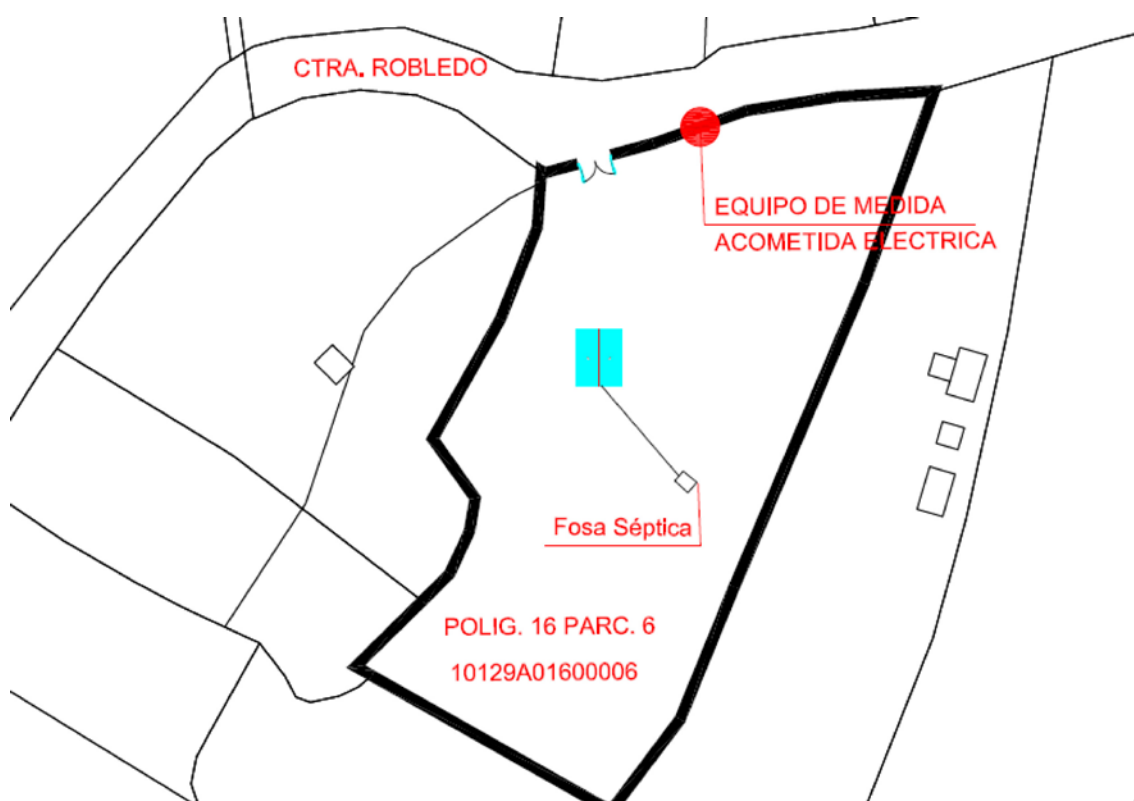 CTRA. ROBLEDO
EQUIPO DE MEDIDA
ACOMETIDA ELECTRICA
Fosa Séptica
POLIG. 16 PARC. 6
10129A01600006